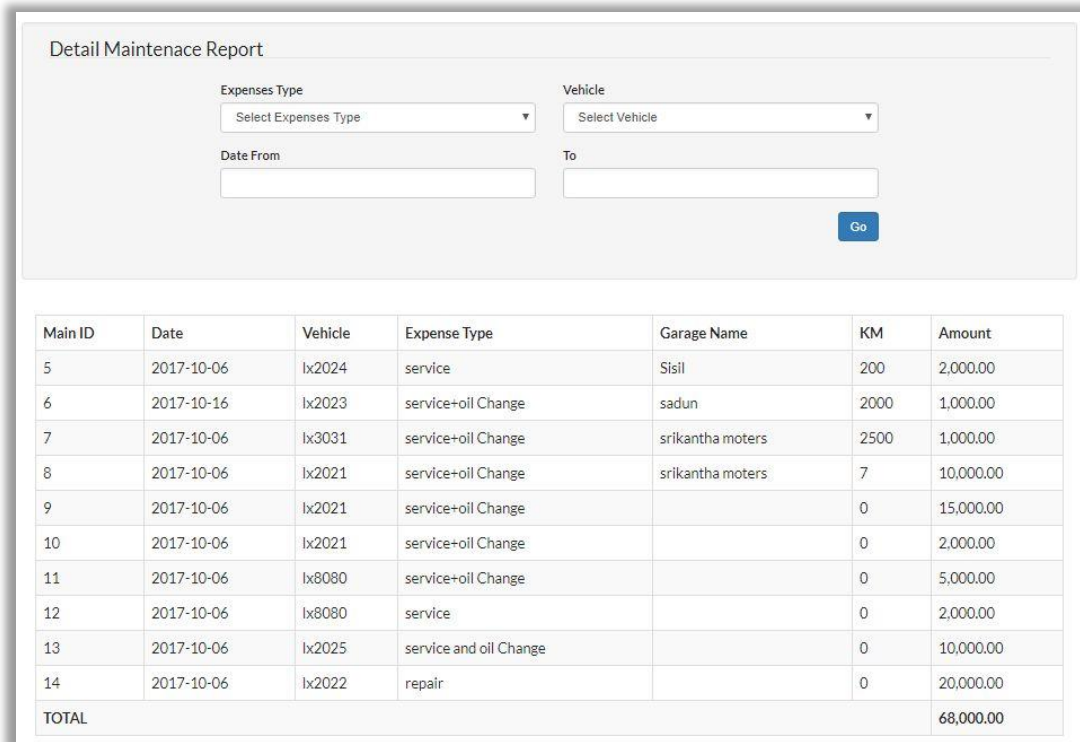 Detail Maintenace Report
Expenses Type Vehicle
Select Expenses Type Select Vehicle
Date From To
Go
Main ID Date Vehicle Expense Type Garage Name KM Amount
5 2017-10-06 lx2024 service Sisil 200 2,000.00
6 2017-10-16 lx2023 service+oil Change sadun 2000 1,000.00
7 2017-10-06 lx3031 service+oil Change srikantha moters 2500 1,000.00
8 2017-10-06 lx2021 service+oil Change srikantha moters 7 10,000.00
9 2017-10-06 lx2021 service+oil Change 0 15,000.00
10 2017-10-06 lx2021 service+oil Change 0 2,000.00
11 2017-10-06 lx8080 service+oil Change 0 5,000.00
12 2017-10-06 lx8080 service 0 2,000.00
13 2017-10-06 lx2025 service and oil Change 0 10,000.00
14 2017-10-06 lx2022 repair 0 20,000.00
TOTAL 68,000.00